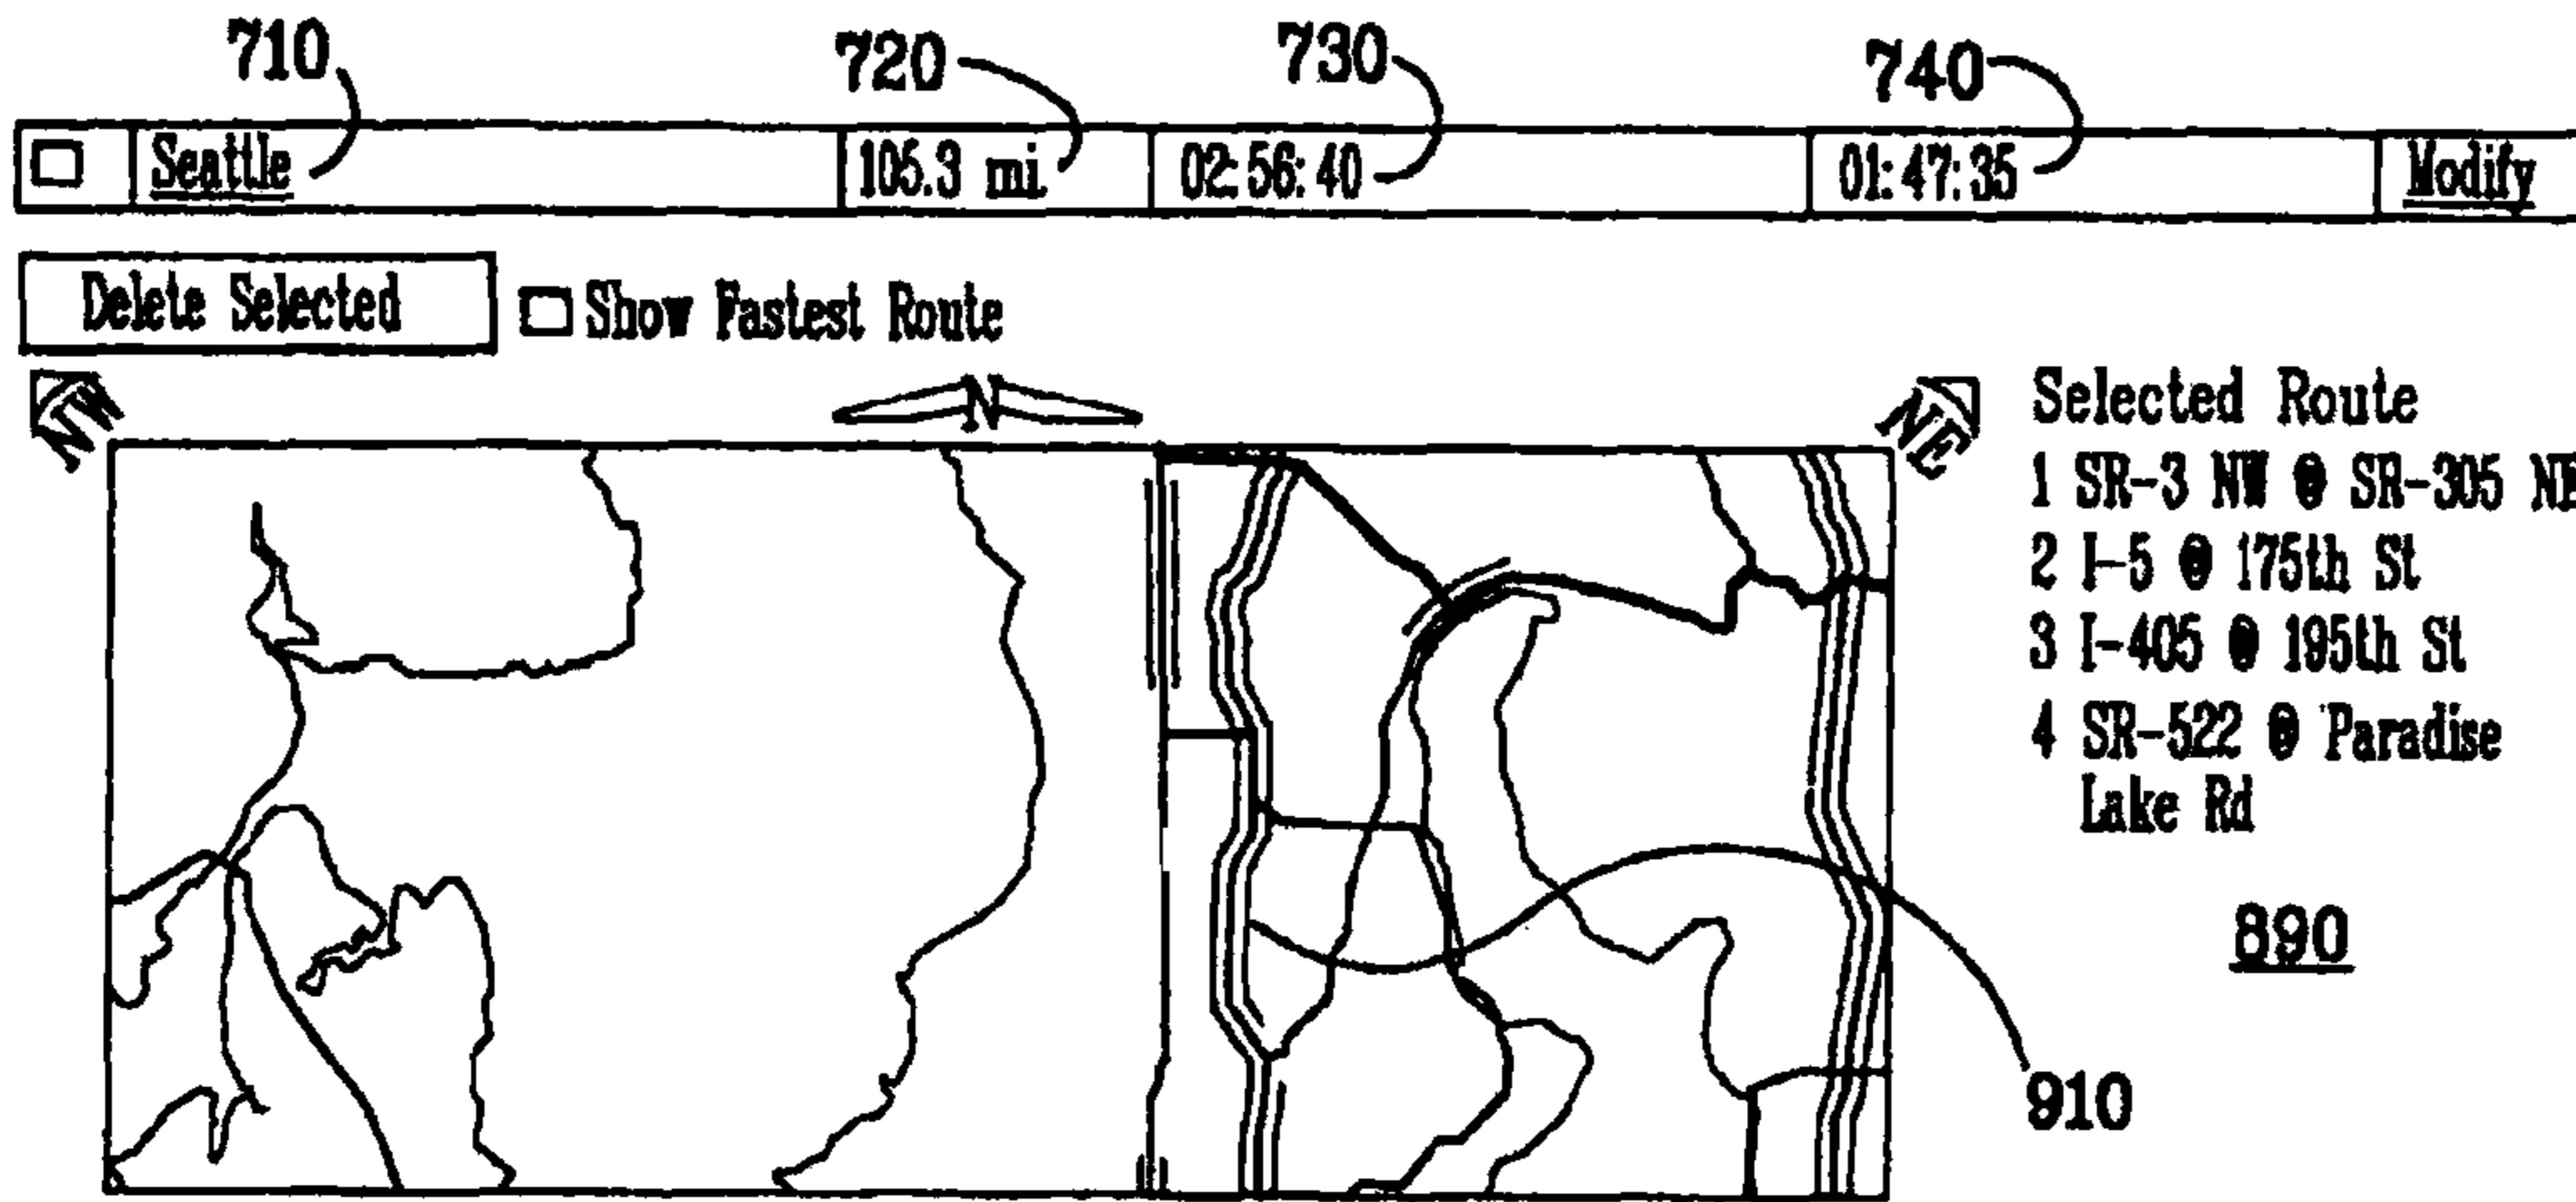 710 720 730 740
Seattle 105.3 mi. 02:56:40 01:47:35 Modify
Delete Selected Show Fastest Route
NW N NE Selected Route
1 SR-3 NW @ SR-305 NE
2 I-5 @ 175th St
3 I-405 @ 195th St
4 SR-522 @ Paradise
Lake Rd
890
910